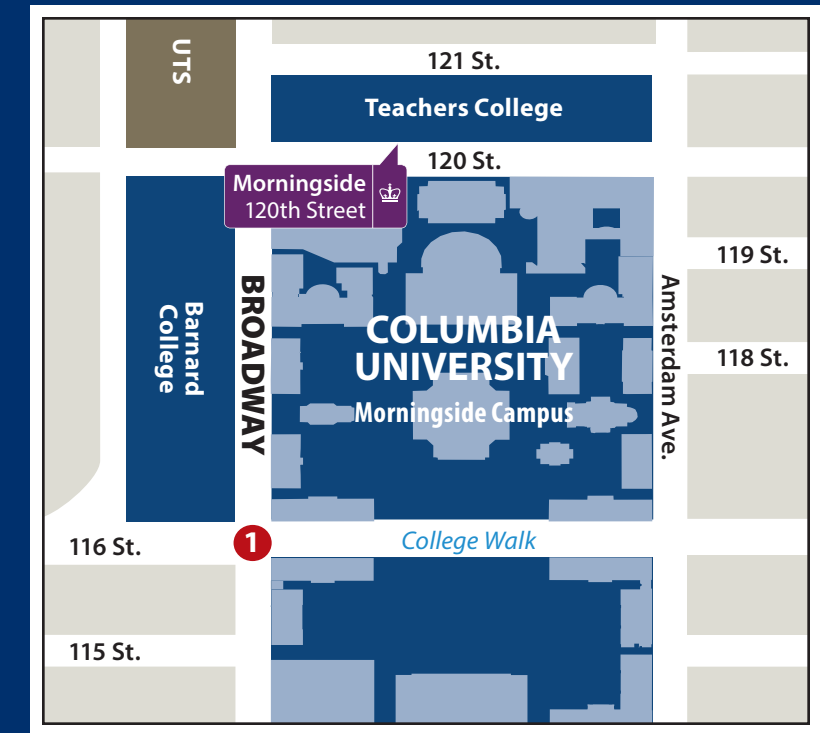 UTS
121 St.
Teachers College
120 St.
Morningside
120th Street
119 St.
BROADWAY
Barnard
College
Amsterdam Ave.
COLUMBIA
UNIVERSITY
118 St.
Morningside Campus
1
116 St.
College Walk
115 St.